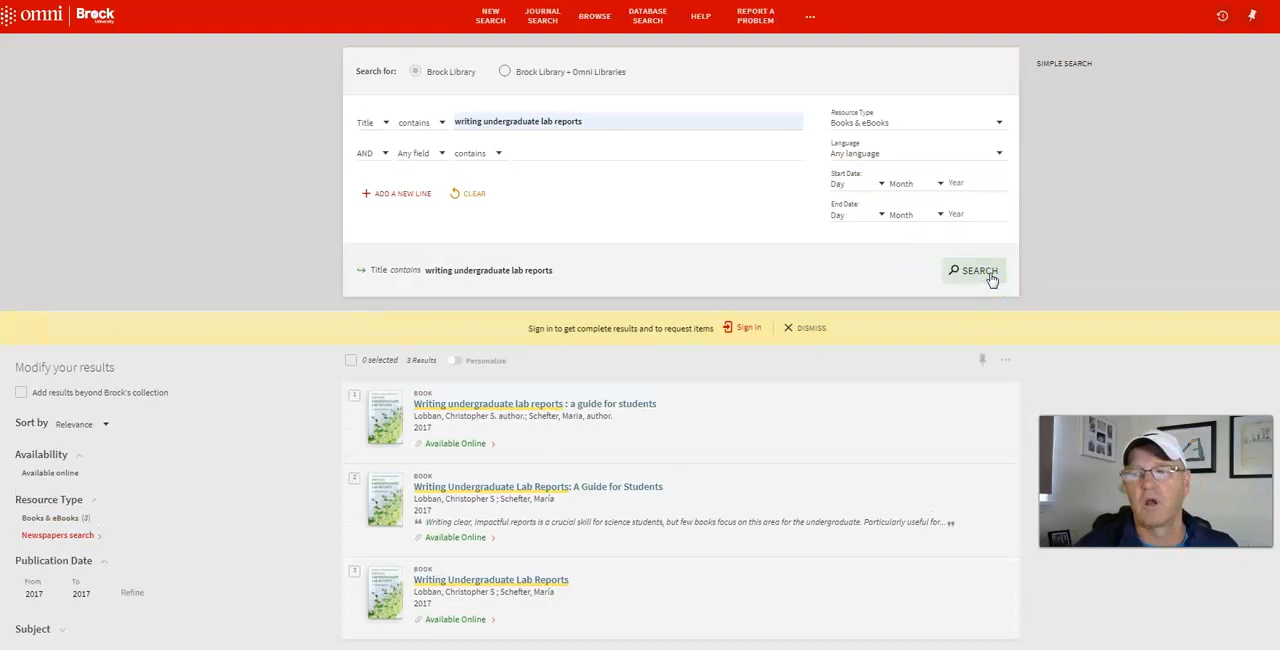 omni Brock University
NEW SEARCH
JOURNAL SEARCH
BROWSE
DATABASE SEARCH
HELP
REPORT A PROBLEM
...
Search for: Brock Library Brock Library + Omni Libraries
SIMPLE SEARCH
Title contains writing undergraduate lab reports
AND Any field contains
+ ADD A NEW LINE CLEAR
Resource Type
Books & eBooks
Language
Any language
Start Date:
Day Month Year
End Date:
Day Month Year
Title contains writing undergraduate lab reports
SEARCH
Sign in to get complete results and to request items Sign in DISMISS
Modify your results
Add results beyond Brock's collection
Sort by Relevance
Availability
Available online
Resource Type
Books & eBooks (3)
Newspapers search
Publication Date
From To
2017 2017 Refine
Subject
0 selected 3 Results Personalize
...
1
BOOK
Writing undergraduate lab reports : a guide for students
Lobban, Christopher S. author.; Schefter, Maria, author.
2017
Available Online
2
BOOK
Writing Undergraduate Lab Reports: A Guide for Students
Lobban, Christopher S ; Schefter, María
2017
“ Writing clear, impactful reports is a crucial skill for science students, but few books focus on this area for the undergraduate. Particularly useful for... ”
Available Online
3
BOOK
Writing Undergraduate Lab Reports
Lobban, Christopher S ; Schefter, María
2017
Available Online